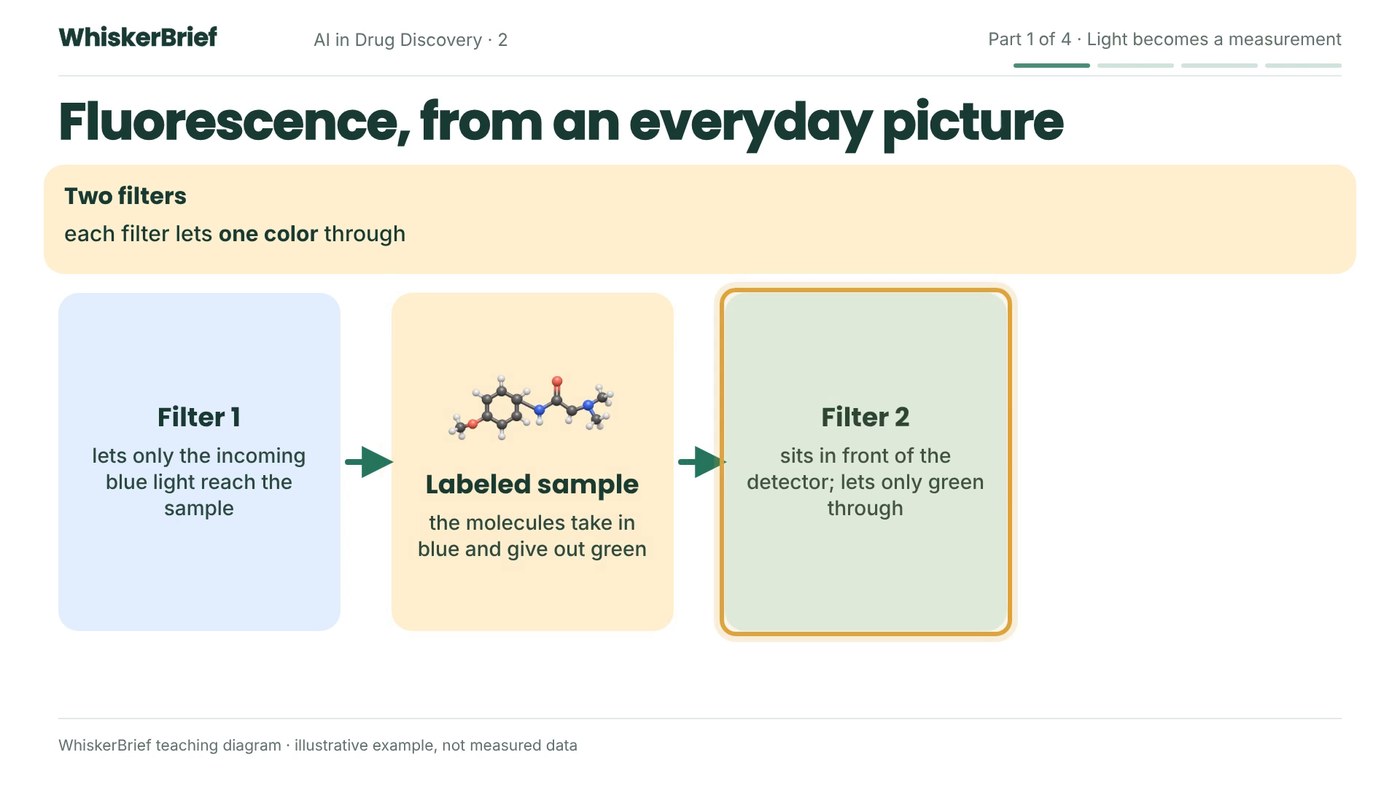 WhiskerBrief
AI in Drug Discovery · 2
Part 1 of 4 · Light becomes a measurement
Fluorescence, from an everyday picture
Two filters
each filter lets one color through
Filter 1
lets only the incoming
blue light reach the
sample
Labeled sample
the molecules take in
blue and give out green
Filter 2
sits in front of the
detector; lets only green
through
WhiskerBrief teaching diagram · illustrative example, not measured data